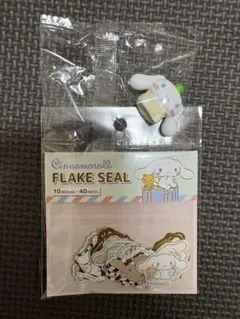 Cinnamoroll
FLAKE SEAL
10designs / 40pieces